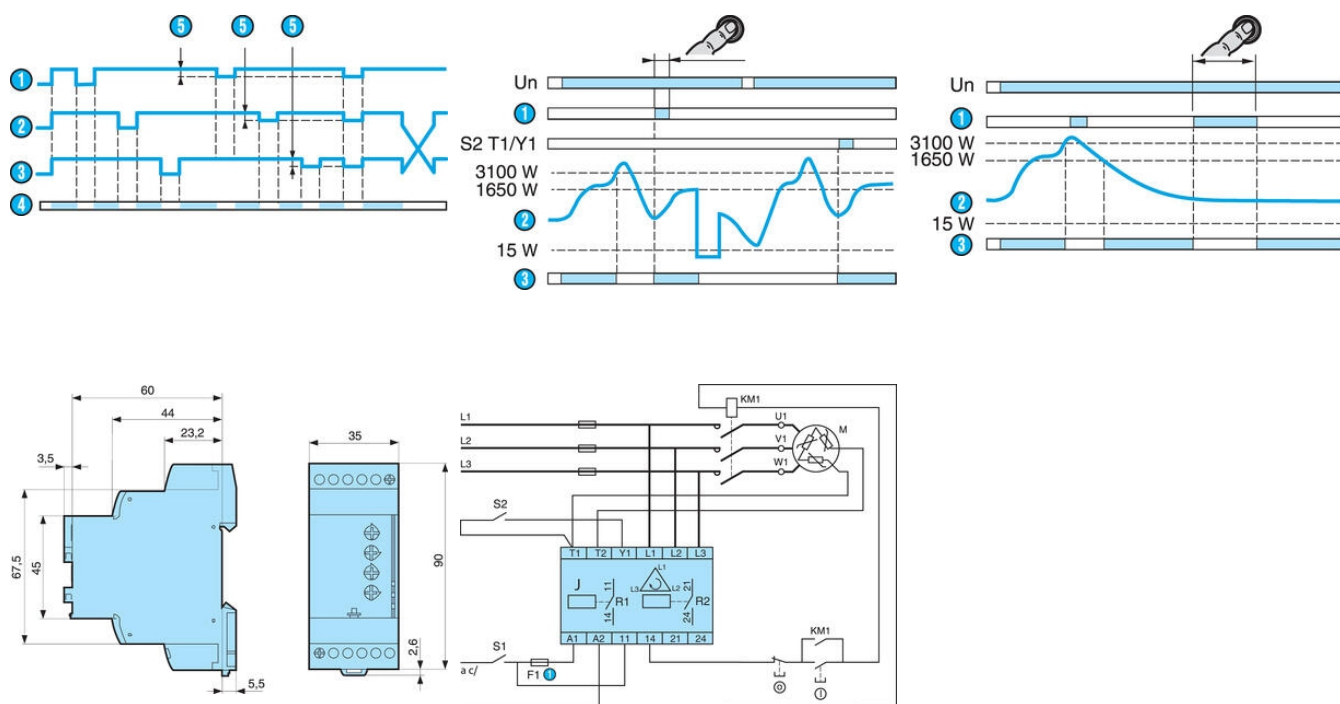 5 5 5
1
2
3
4
Un
1
S2 T1/Y1
3100 W
1650 W
2
15 W
3
Un
1
3100 W
1650 W
2
15 W
3
60
44
23,2
3,5
67,5
45
5,5
35
90
2,6
KM1
L1
L2
L3
U1
V1
W1
M
S2
T1 T2 Y1 L1 L2 L3
J
11
14
R1
L1
L3 L2
21
24
R2
A1 A2 11 14 21 24
S1
a c/
F1 1
KM1